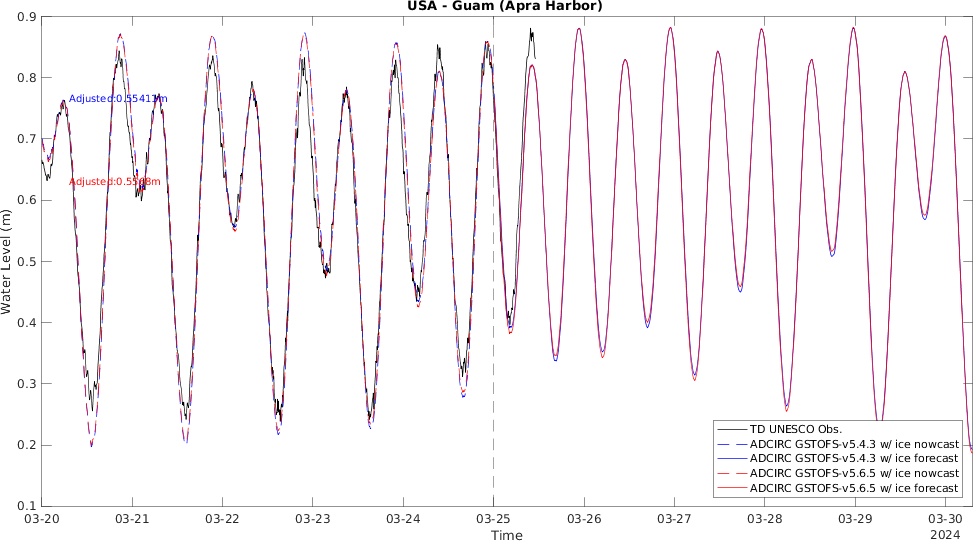 USA - Guam (Apra Harbor)
0.9
0.8
0.7
0.6
0.5
0.4
0.3
0.2
0.1
Water Level (m)
Adjusted:0.55411m
Adjusted:0.5568m
TD UNESCO Obs.
ADCIRC GSTOFS-v5.4.3 w/ ice nowcast
ADCIRC GSTOFS-v5.4.3 w/ ice forecast
ADCIRC GSTOFS-v5.6.5 w/ ice nowcast
ADCIRC GSTOFS-v5.6.5 w/ ice forecast
03-20 03-21 03-22 03-23 03-24 03-25 03-26 03-27 03-28 03-29 03-30
Time
2024